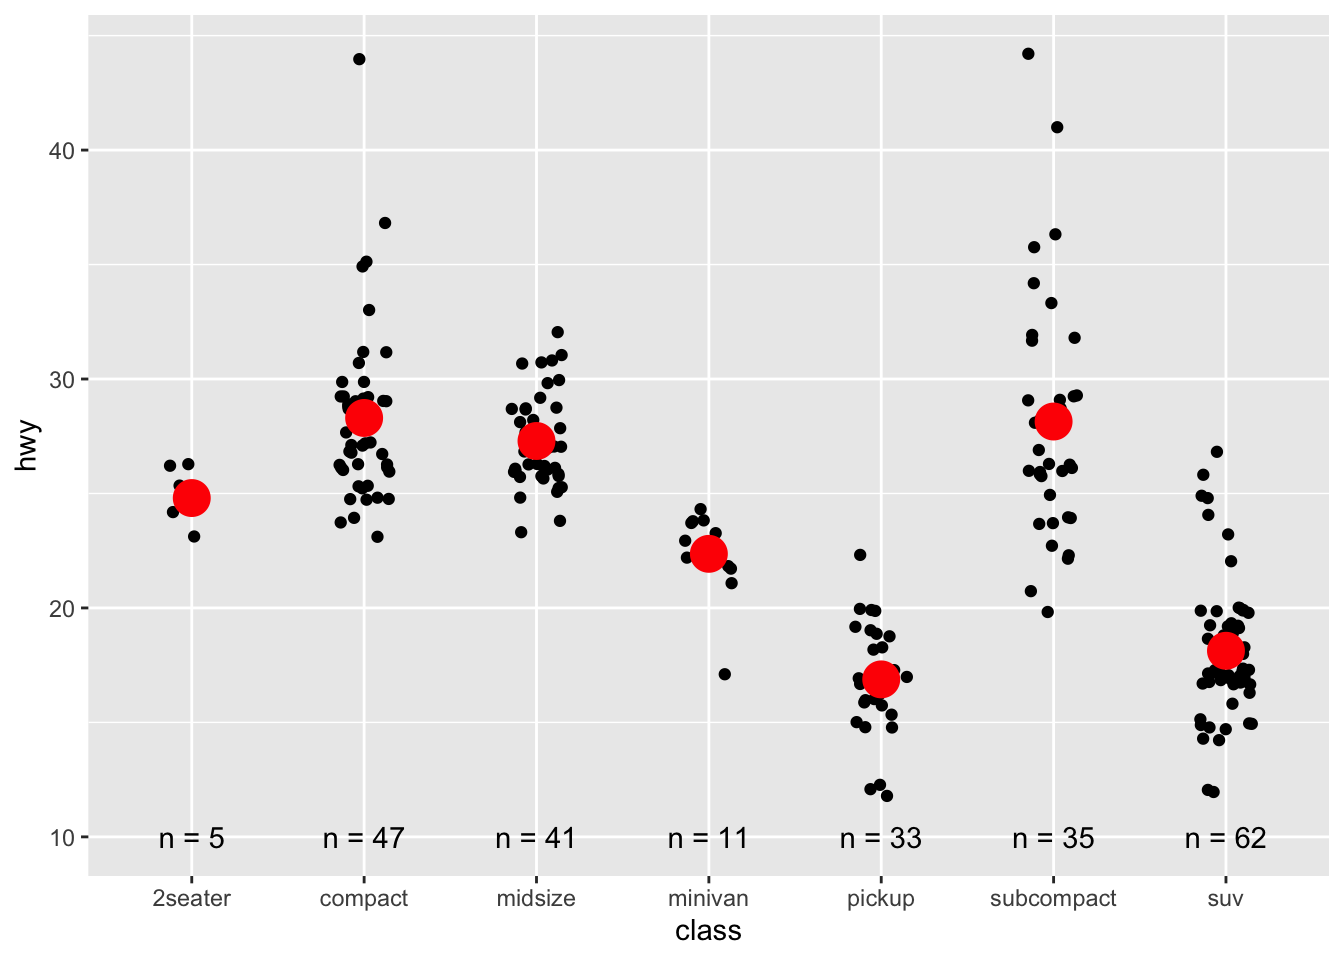 hwy
40
30
20
10
n = 5 n = 47 n = 41 n = 11 n = 33 n = 35 n = 62
2seater compact midsize minivan pickup subcompact suv
class